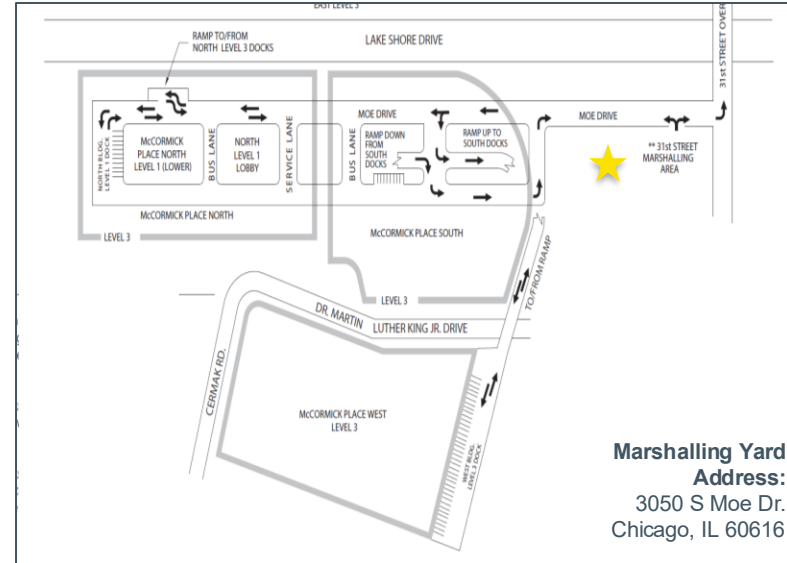 EAST LEVEL 3
RAMP TO/FROM
NORTH LEVEL 3 DOCKS
LAKE SHORE DRIVE
31st STREET OVER
MOE DRIVE
MOE DRIVE
NORTH BLDG.
LEVEL 1 DOCK
McCORMICK
PLACE NORTH
LEVEL 1 (LOWER)
BUS LANE
NORTH
LEVEL 1
LOBBY
SERVICE LANE
BUS LANE
RAMP DOWN
FROM
SOUTH
DOCKS
RAMP UP TO
SOUTH DOCKS
** 31st STREET
MARSHALLING
AREA
McCORMICK PLACE NORTH
McCORMICK PLACE SOUTH
LEVEL 3
LEVEL 3
TO/FROM RAMP
DR. MARTIN LUTHER KING JR. DRIVE
CERMAK RD.
McCORMICK PLACE WEST
LEVEL 3
WEST BLDG.
LEVEL 3 DOCK
Marshalling Yard
Address:
3050 S Moe Dr.
Chicago, IL 60616